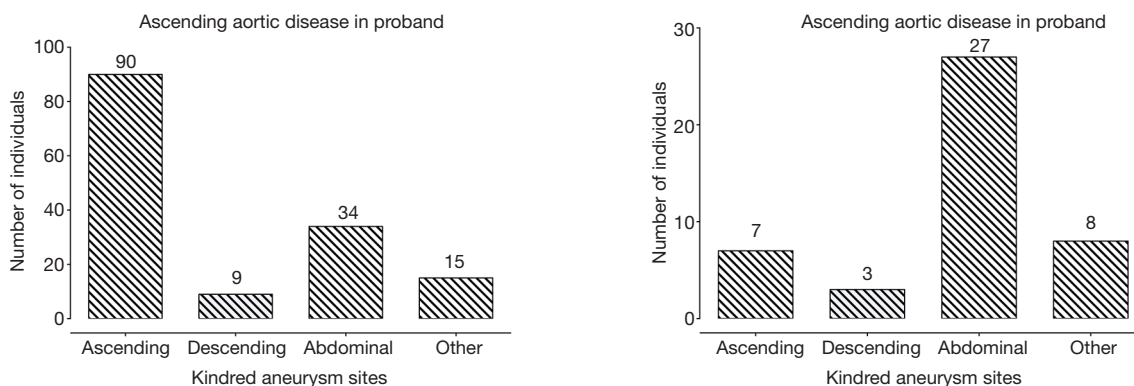 Ascending aortic disease in proband
Number of individuals
100
80
60
40
20
0
90
9
34
15
Ascending Descending Abdominal Other
Kindred aneurysm sites
Ascending aortic disease in proband
Number of individuals
30
20
10
0
7
3
27
8
Ascending Descending Abdominal Other
Kindred aneurysm sites